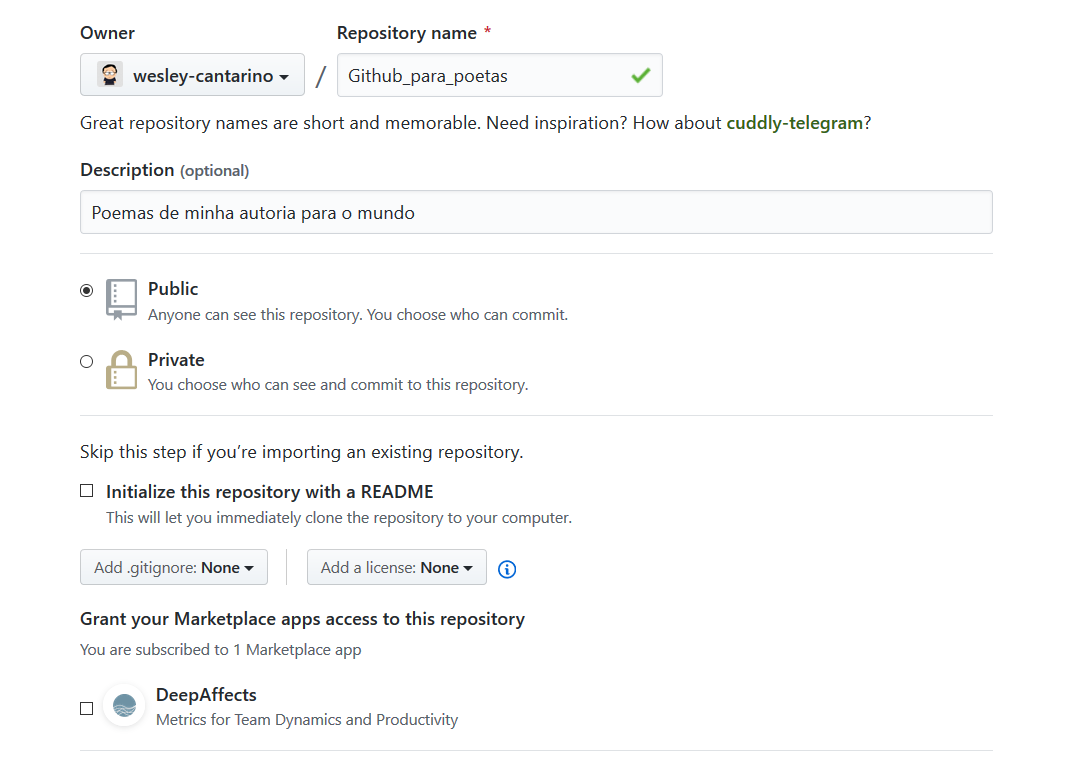 Owner
Repository name *
wesley-cantarino / Github_para_poetas
Great repository names are short and memorable. Need inspiration? How about cuddly-telegram?
Description (optional)
Poemas de minha autoria para o mundo
Public
Anyone can see this repository. You choose who can commit.
Private
You choose who can see and commit to this repository.
Skip this step if you’re importing an existing repository.
Initialize this repository with a README
This will let you immediately clone the repository to your computer.
Add .gitignore: None
Add a license: None
Grant your Marketplace apps access to this repository
You are subscribed to 1 Marketplace app
DeepAffects
Metrics for Team Dynamics and Productivity